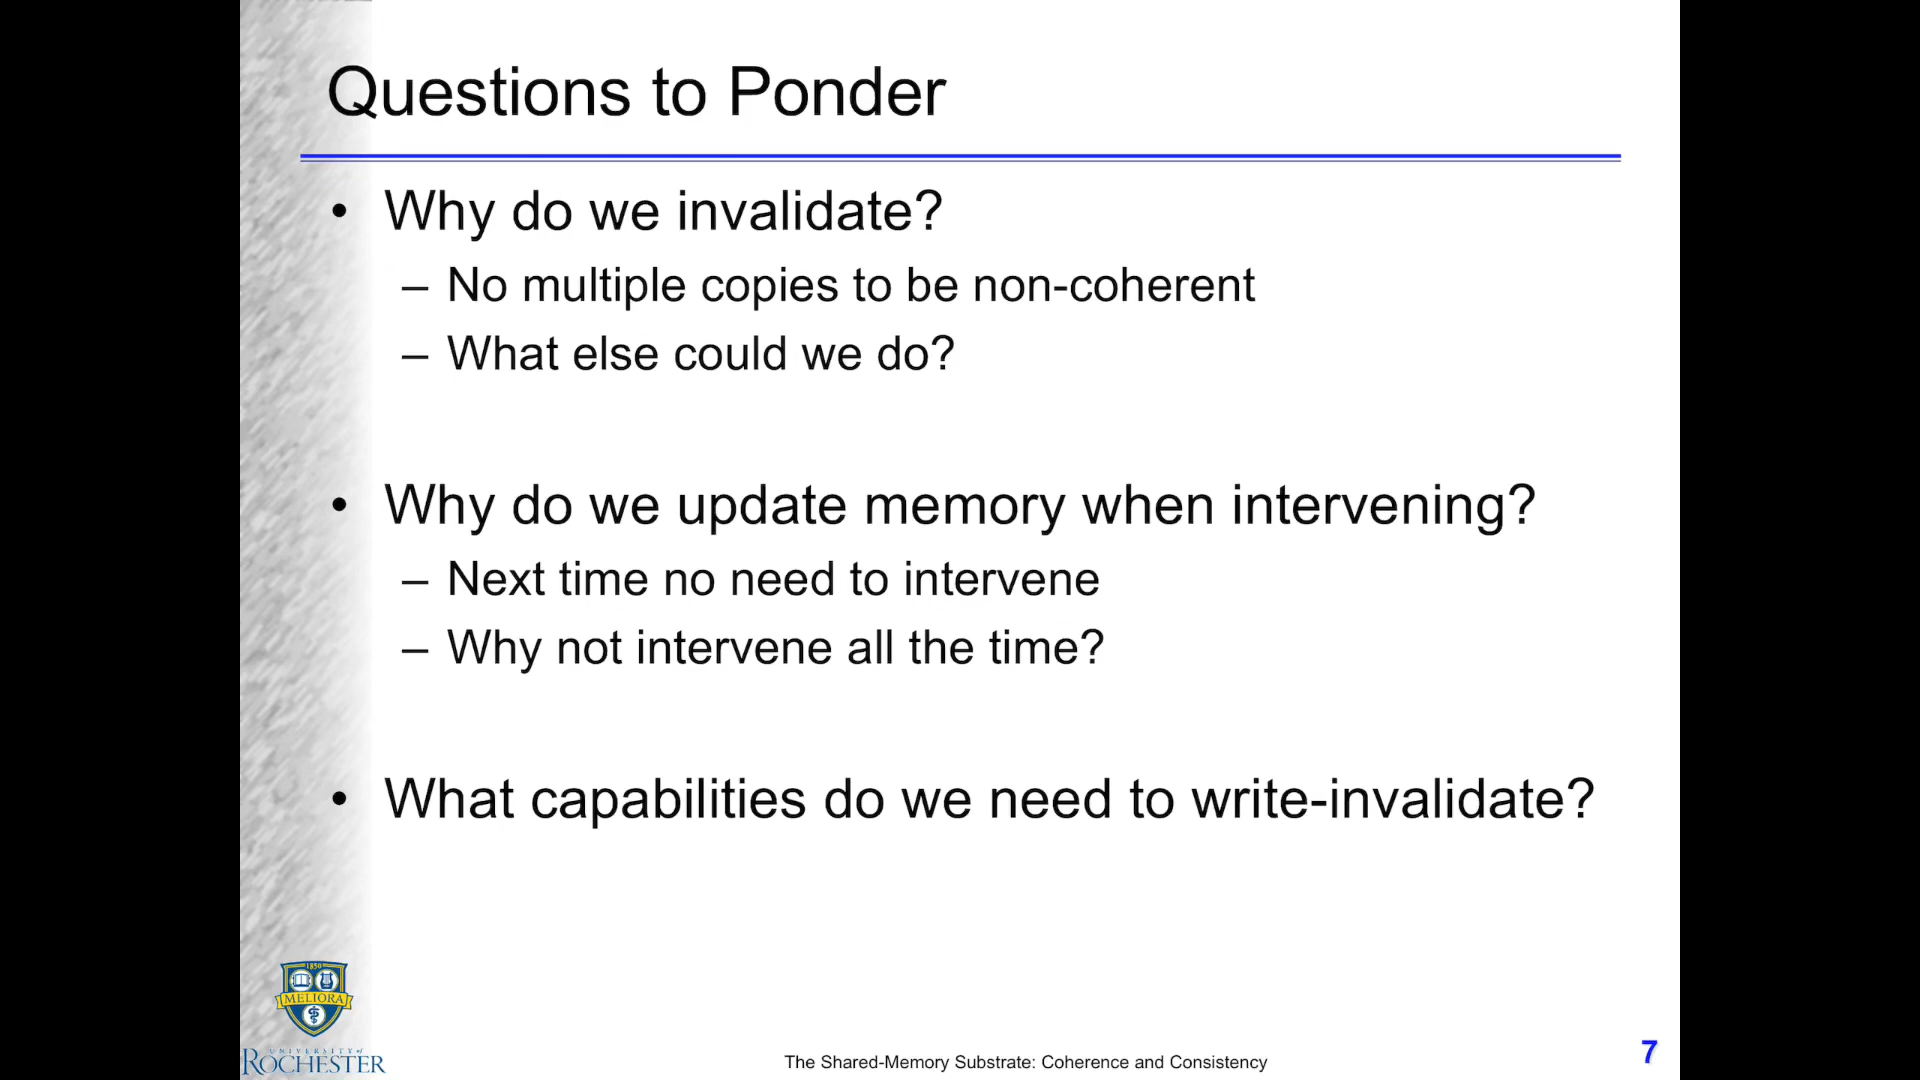 Questions to Ponder
• Why do we invalidate?
– No multiple copies to be non-coherent
– What else could we do?
• Why do we update memory when intervening?
– Next time no need to intervene
– Why not intervene all the time?
• What capabilities do we need to write-invalidate?
1850
MELIORA
UNIVERSITY of
ROCHESTER
The Shared-Memory Substrate: Coherence and Consistency
7